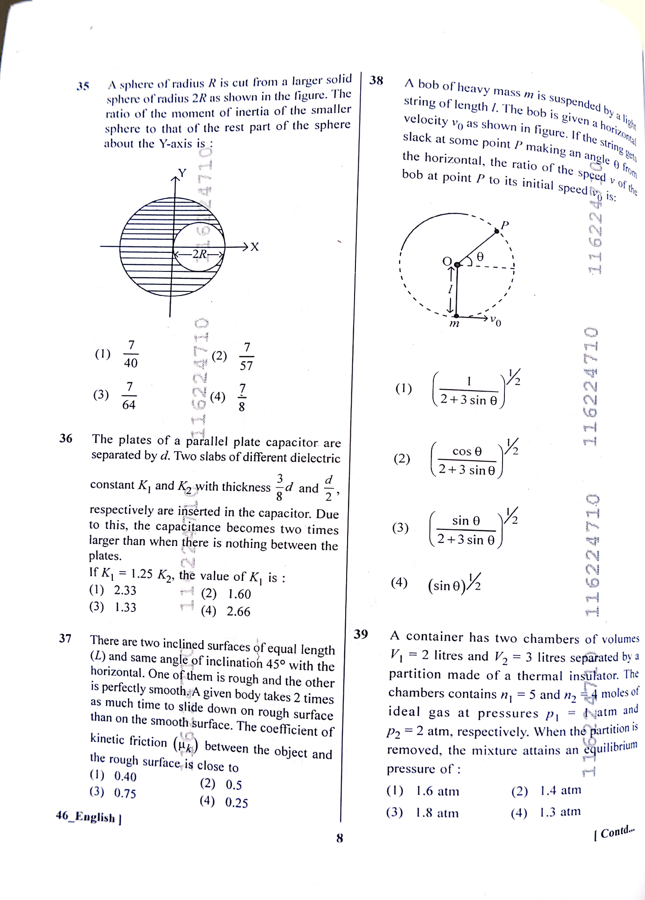 35 A sphere of radius R is cut from a larger solid
sphere of radius 2R as shown in the figure. The
ratio of the moment of inertia of the smaller
sphere to that of the rest part of the sphere
about the Y-axis is :
Y
X
2R
(1) 7/40 (2) 7/57
(3) 7/64 (4) 7/8
36 The plates of a parallel plate capacitor are
separated by d. Two slabs of different dielectric
constant K₁ and K₂ with thickness 3/8 d and d/2,
respectively are inserted in the capacitor. Due
to this, the capacitance becomes two times
larger than when there is nothing between the
plates.
If K₁ = 1.25 K₂, the value of K₁ is :
(1) 2.33 (2) 1.60
(3) 1.33 (4) 2.66
37 There are two inclined surfaces of equal length
(L) and same angle of inclination 45° with the
horizontal. One of them is rough and the other
is perfectly smooth. A given body takes 2 times
as much time to slide down on rough surface
than on the smooth surface. The coefficient of
kinetic friction (μₖ) between the object and
the rough surface is close to
(1) 0.40 (2) 0.5
(3) 0.75 (4) 0.25
46_English ]
38 A bob of heavy mass m is suspended by a light
string of length l. The bob is given a horizontal
velocity v₀ as shown in figure. If the string gets
slack at some point P making an angle θ from
the horizontal, the ratio of the speed v of the
bob at point P to its initial speed v₀ is:
P
O
θ
l
m
v₀
(1) (1 / (2 + 3 sin θ))^1/2
(2) (cos θ / (2 + 3 sin θ))^1/2
(3) (sin θ / (2 + 3 sin θ))^1/2
(4) (sin θ)^1/2
39 A container has two chambers of volumes
V₁ = 2 litres and V₂ = 3 litres separated by a
partition made of a thermal insulator. The
chambers contains n₁ = 5 and n₂ = 4 moles of
ideal gas at pressures p₁ = 1 atm and
p₂ = 2 atm, respectively. When the partition is
removed, the mixture attains an equilibrium
pressure of :
(1) 1.6 atm (2) 1.4 atm
(3) 1.8 atm (4) 1.3 atm
8
[ Contd...
116224710
116224710
116224710
116224710
116224710
116224710